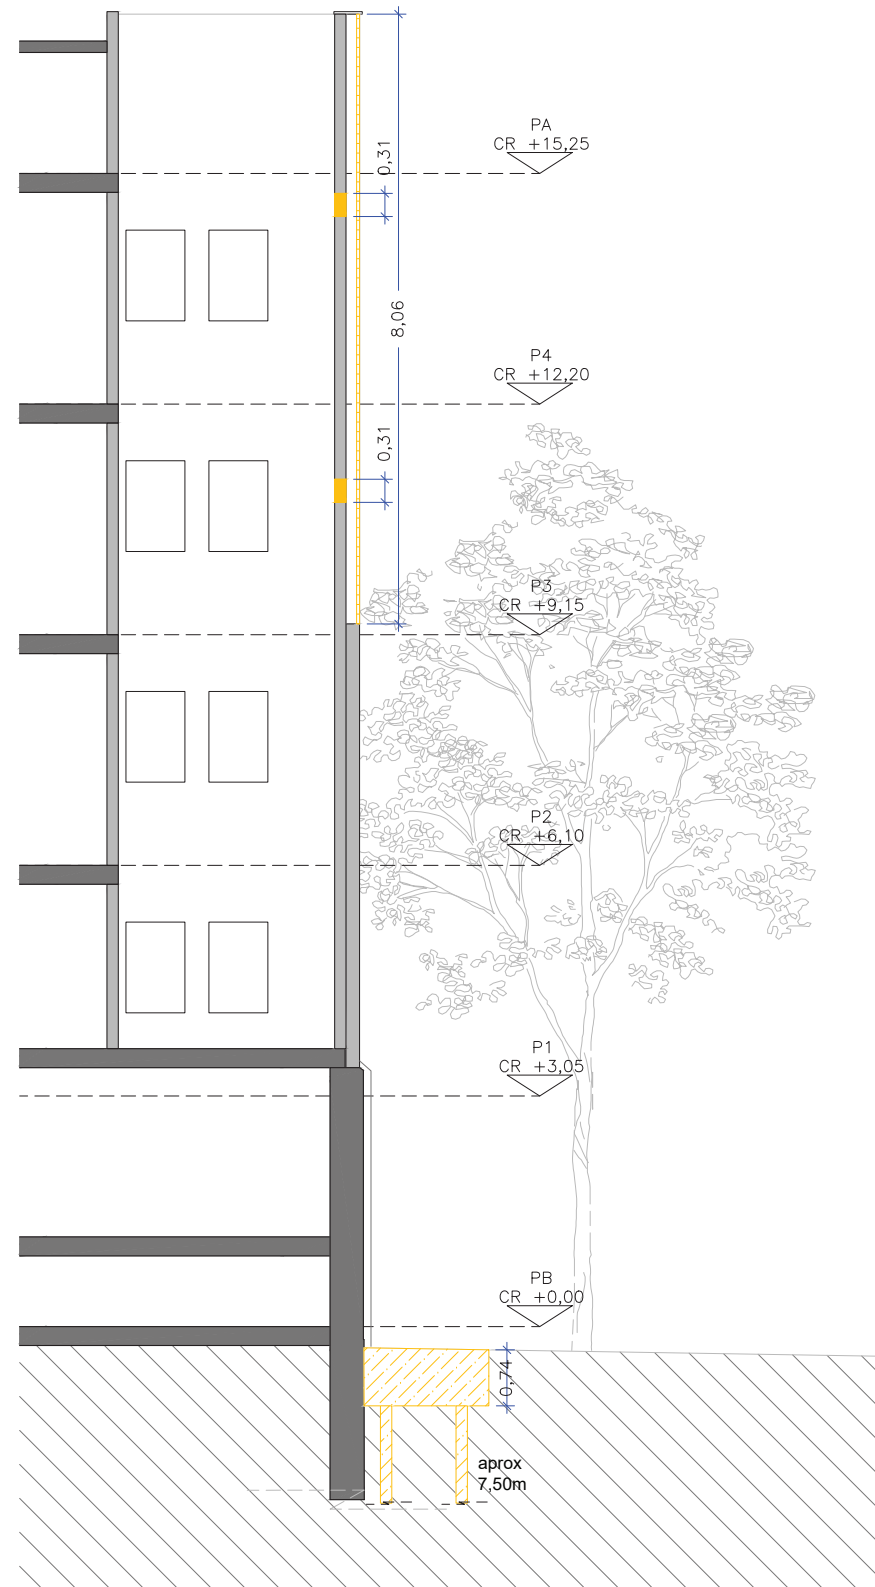 PA
CR +15,25
0,31
8,06
P4
CR +12,20
0,31
P3
CR +9,15
P2
CR +6,10
P1
CR +3,05
PB
CR +0,00
0,74
aprox
7,50m